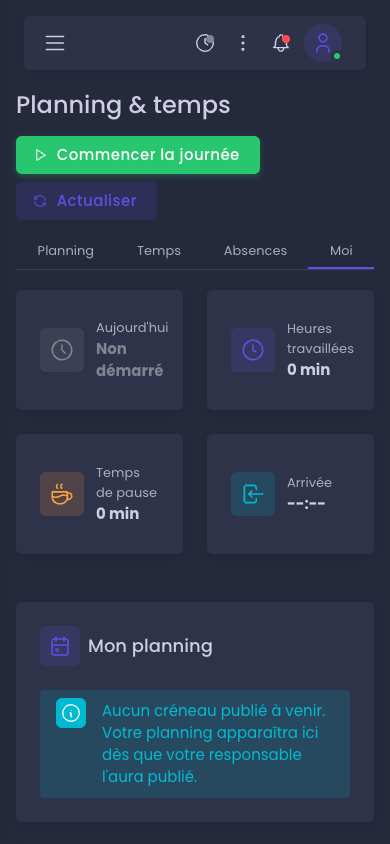 Planning & temps
Commencer la journée
Actualiser
Planning Temps Absences Moi
Aujourd'hui
Non
démarré
Heures
travaillées
0 min
Temps
de pause
0 min
Arrivée
--:--
Mon planning
Aucun créneau publié à venir.
Votre planning apparaîtra ici
dès que votre responsable
l'aura publié.